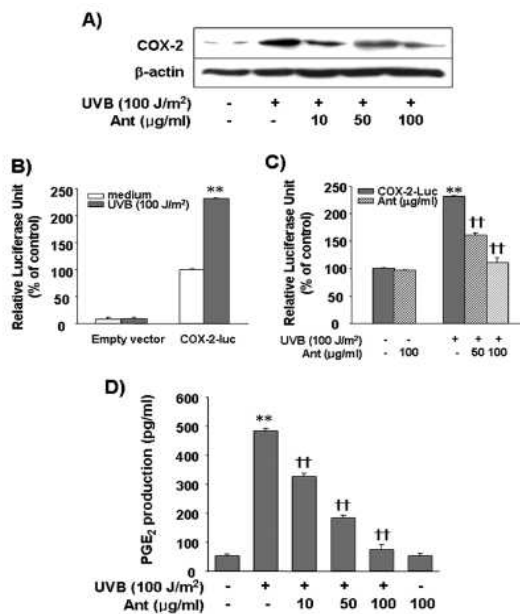 A)
COX-2
β-actin
UVB (100 J/m²) - + + + +
Ant (µg/ml) - - 10 50 100
B)
medium
UVB (100 J/m²)
**
Relative Luciferase Unit
(% of control)
250
200
150
100
50
0
Empty vector COX-2-luc
C)
COX-2-Luc
Ant (µg/ml)
**
††
††
Relative Luciferase Unit
(% of control)
250
200
150
100
50
0
UVB (100 J/m²) - - + + +
Ant (µg/ml) - 100 - 50 100
D)
PGE₂ production (pg/ml)
600
500
400
300
200
100
0
**
††
††
††
UVB (100 J/m²) - + + + + -
Ant (µg/ml) - - 10 50 100 100